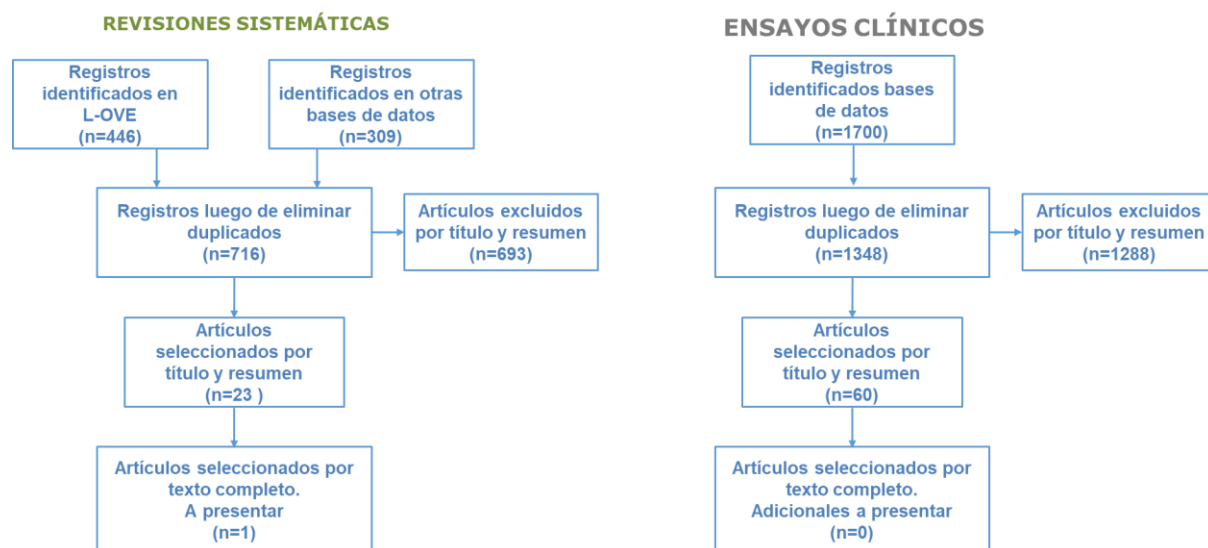 REVISIONES SISTEMÁTICAS
Registros
identificados en
L-OVE
(n=446)
Registros
identificados en otras
bases de datos
(n=309)
Registros luego de eliminar
duplicados
(n=716)
Artículos excluidos
por título y resumen
(n=693)
Artículos
seleccionados por
título y resumen
(n=23 )
Artículos seleccionados por
texto completo.
A presentar
(n=1)
ENSAYOS CLÍNICOS
Registros
identificados bases
de datos
(n=1700)
Registros luego de eliminar
duplicados
(n=1348)
Artículos excluidos
por título y resumen
(n=1288)
Artículos
seleccionados por
título y resumen
(n=60)
Artículos seleccionados por
texto completo.
Adicionales a presentar
(n=0)